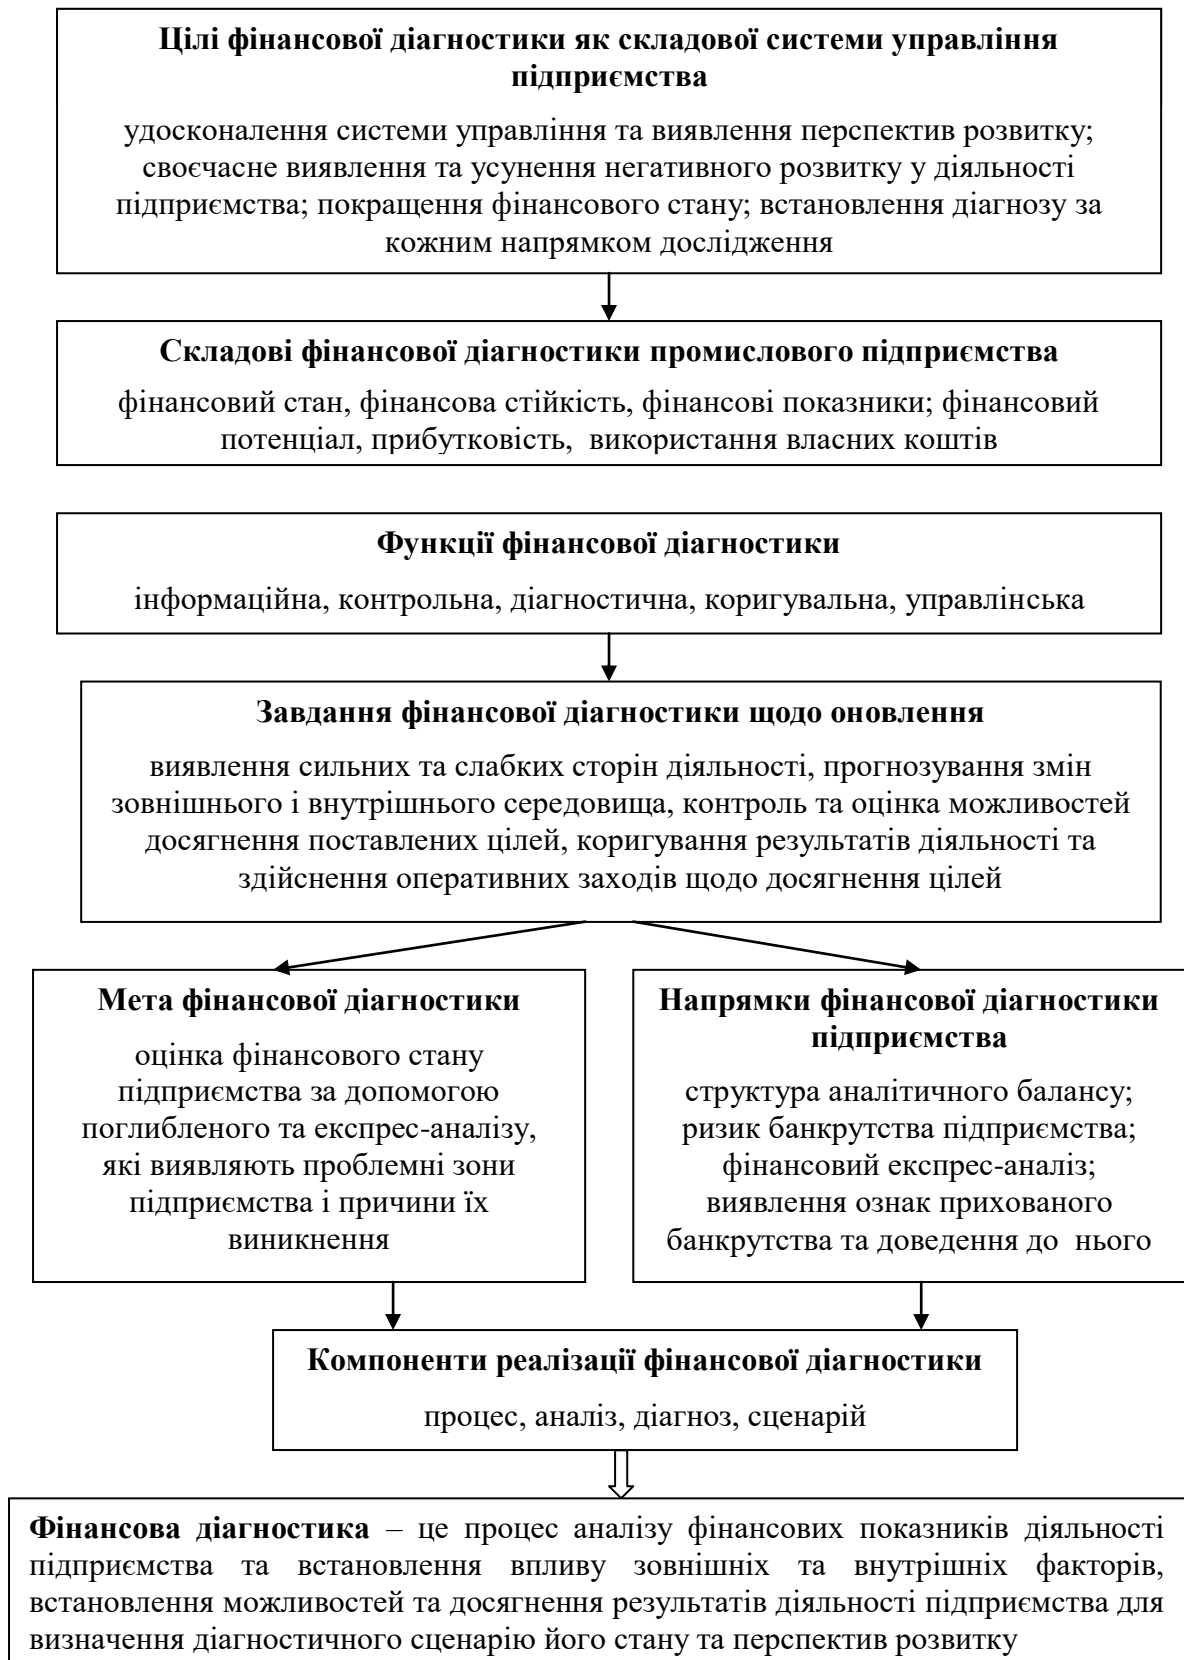 Цілі фінансової діагностики як складової системи управління
підприємства
удосконалення системи управління та виявлення перспектив розвитку;
своєчасне виявлення та усунення негативного розвитку у діяльності
підприємства; покращення фінансового стану; встановлення діагнозу за
кожним напрямком дослідження
Складові фінансової діагностики промислового підприємства
фінансовий стан, фінансова стійкість, фінансові показники; фінансовий
потенціал, прибутковість, використання власних коштів
Функції фінансової діагностики
інформаційна, контрольна, діагностична, коригувальна, управлінська
Завдання фінансової діагностики щодо оновлення
виявлення сильних та слабких сторін діяльності, прогнозування змін
зовнішнього і внутрішнього середовища, контроль та оцінка можливостей
досягнення поставлених цілей, коригування результатів діяльності та
здійснення оперативних заходів щодо досягнення цілей
Мета фінансової діагностики
оцінка фінансового стану
підприємства за допомогою
поглибленого та експрес-аналізу,
які виявляють проблемні зони
підприємства і причини їх
виникнення
Напрямки фінансової діагностики
підприємства
структура аналітичного балансу;
ризик банкрутства підприємства;
фінансовий експрес-аналіз;
виявлення ознак прихованого
банкрутства та доведення до нього
Компоненти реалізації фінансової діагностики
процес, аналіз, діагноз, сценарій
Фінансова діагностика – це процес аналізу фінансових показників діяльності
підприємства та встановлення впливу зовнішніх та внутрішніх факторів,
встановлення можливостей та досягнення результатів діяльності підприємства для
визначення діагностичного сценарію його стану та перспектив розвитку